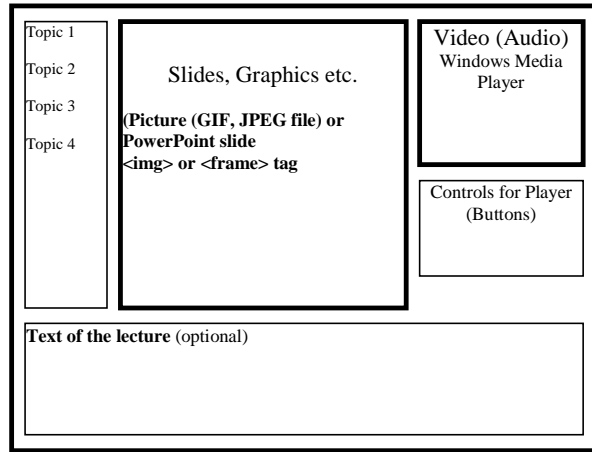 Topic 1
Topic 2
Topic 3
Topic 4
Slides, Graphics etc.
(Picture (GIF, JPEG file) or
PowerPoint slide
<img> or <frame> tag
Video (Audio)
Windows Media
Player
Controls for Player
(Buttons)
Text of the lecture (optional)